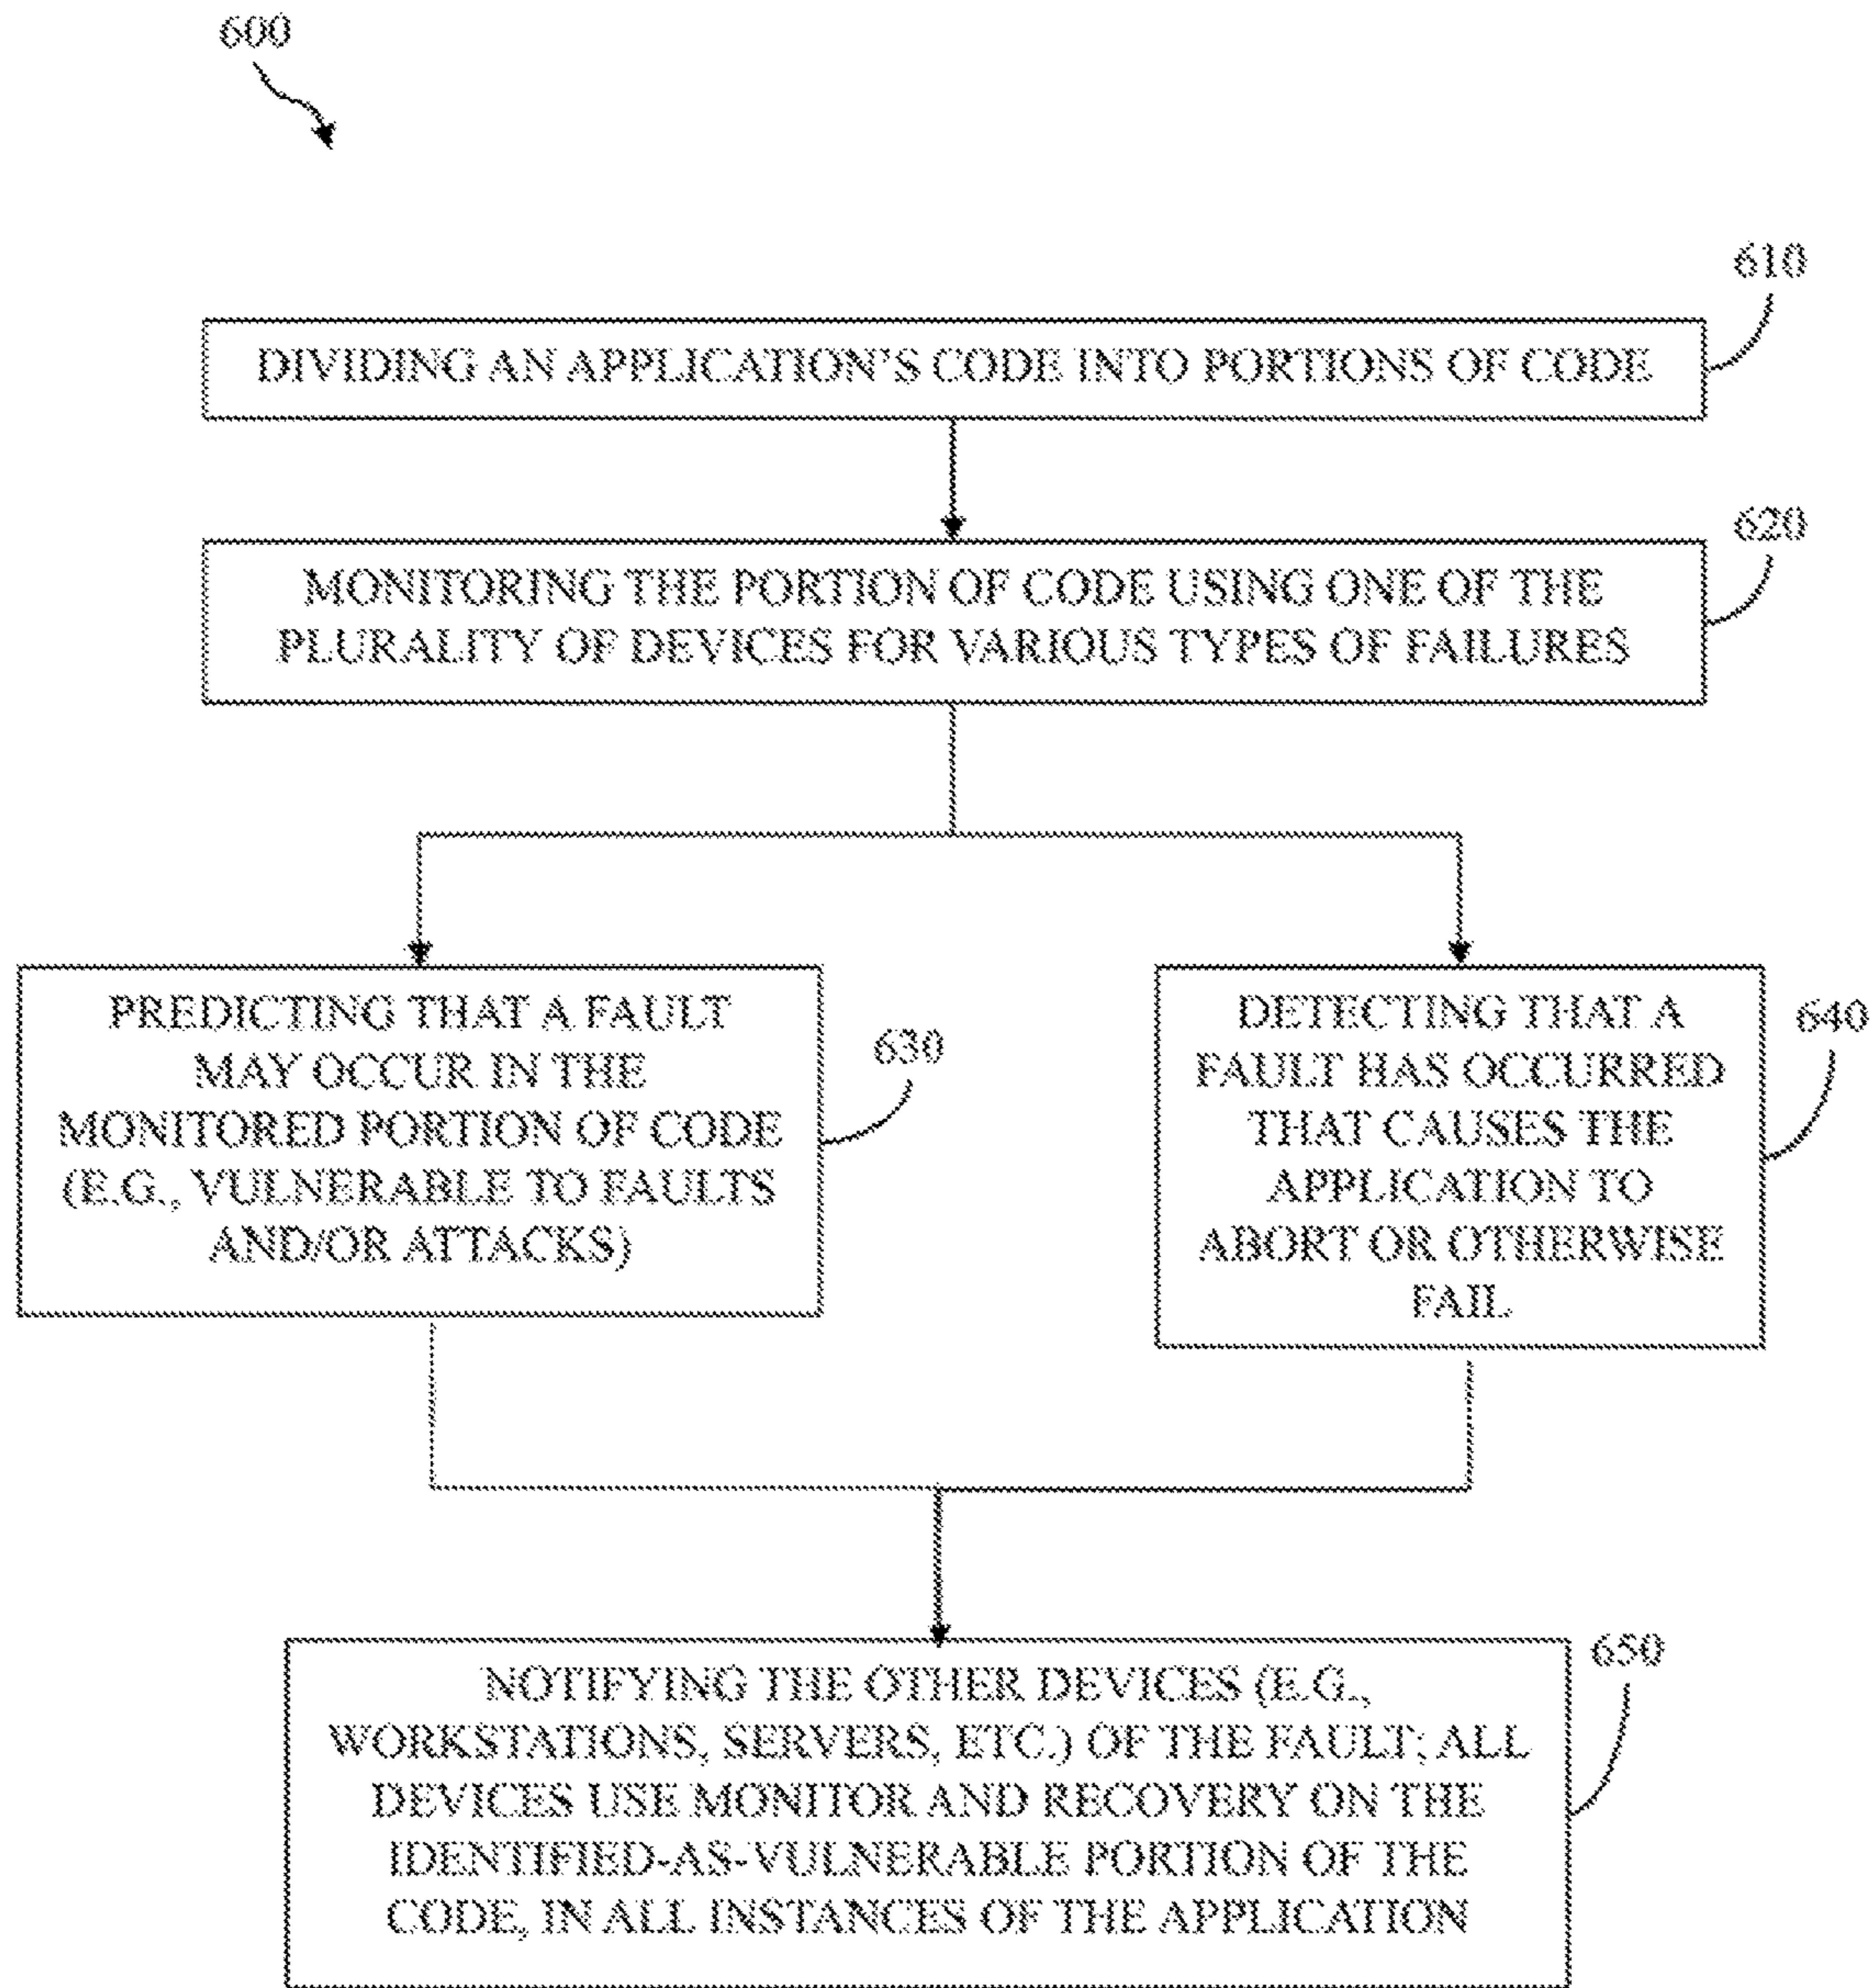 600
610
DIVIDING AN APPLICATION'S CODE INTO PORTIONS OF CODE
620
MONITORING THE PORTION OF CODE USING ONE OF THE
PLURALITY OF DEVICES FOR VARIOUS TYPES OF FAILURES
PREDICTING THAT A FAULT
MAY OCCUR IN THE
MONITORED PORTION OF CODE
(E.G., VULNERABLE TO FAULTS
AND/OR ATTACKS)
630
DETECTING THAT A
FAULT HAS OCCURRED
THAT CAUSES THE
APPLICATION TO
ABORT OR OTHERWISE
FAIL
640
650
NOTIFYING THE OTHER DEVICES (E.G.,
WORKSTATIONS, SERVERS, ETC.) OF THE FAULT; ALL
DEVICES USE MONITOR AND RECOVERY ON THE
IDENTIFIED-AS-VULNERABLE PORTION OF THE
CODE, IN ALL INSTANCES OF THE APPLICATION